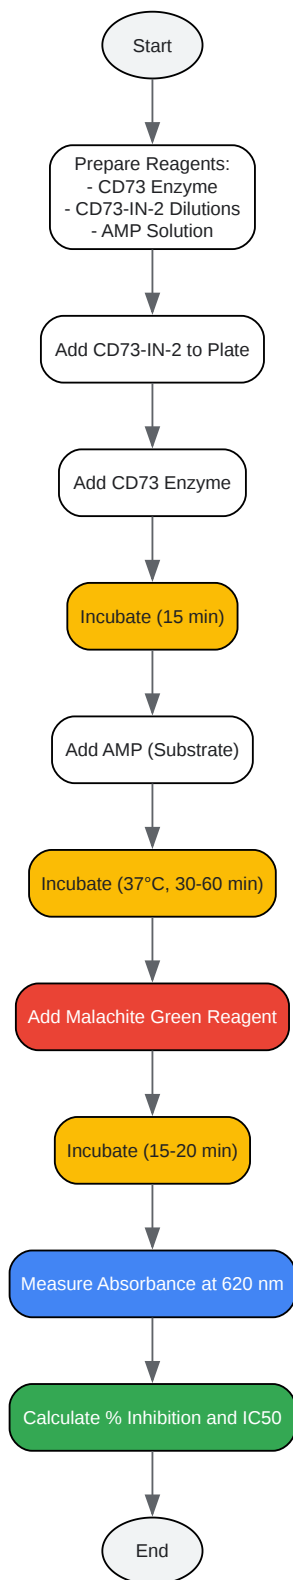 Start
Prepare Reagents:
- CD73 Enzyme
- CD73-IN-2 Dilutions
- AMP Solution
Add CD73-IN-2 to Plate
Add CD73 Enzyme
Incubate (15 min)
Add AMP (Substrate)
Incubate (37°C, 30-60 min)
Add Malachite Green Reagent
Incubate (15-20 min)
Measure Absorbance at 620 nm
Calculate % Inhibition and IC50
End